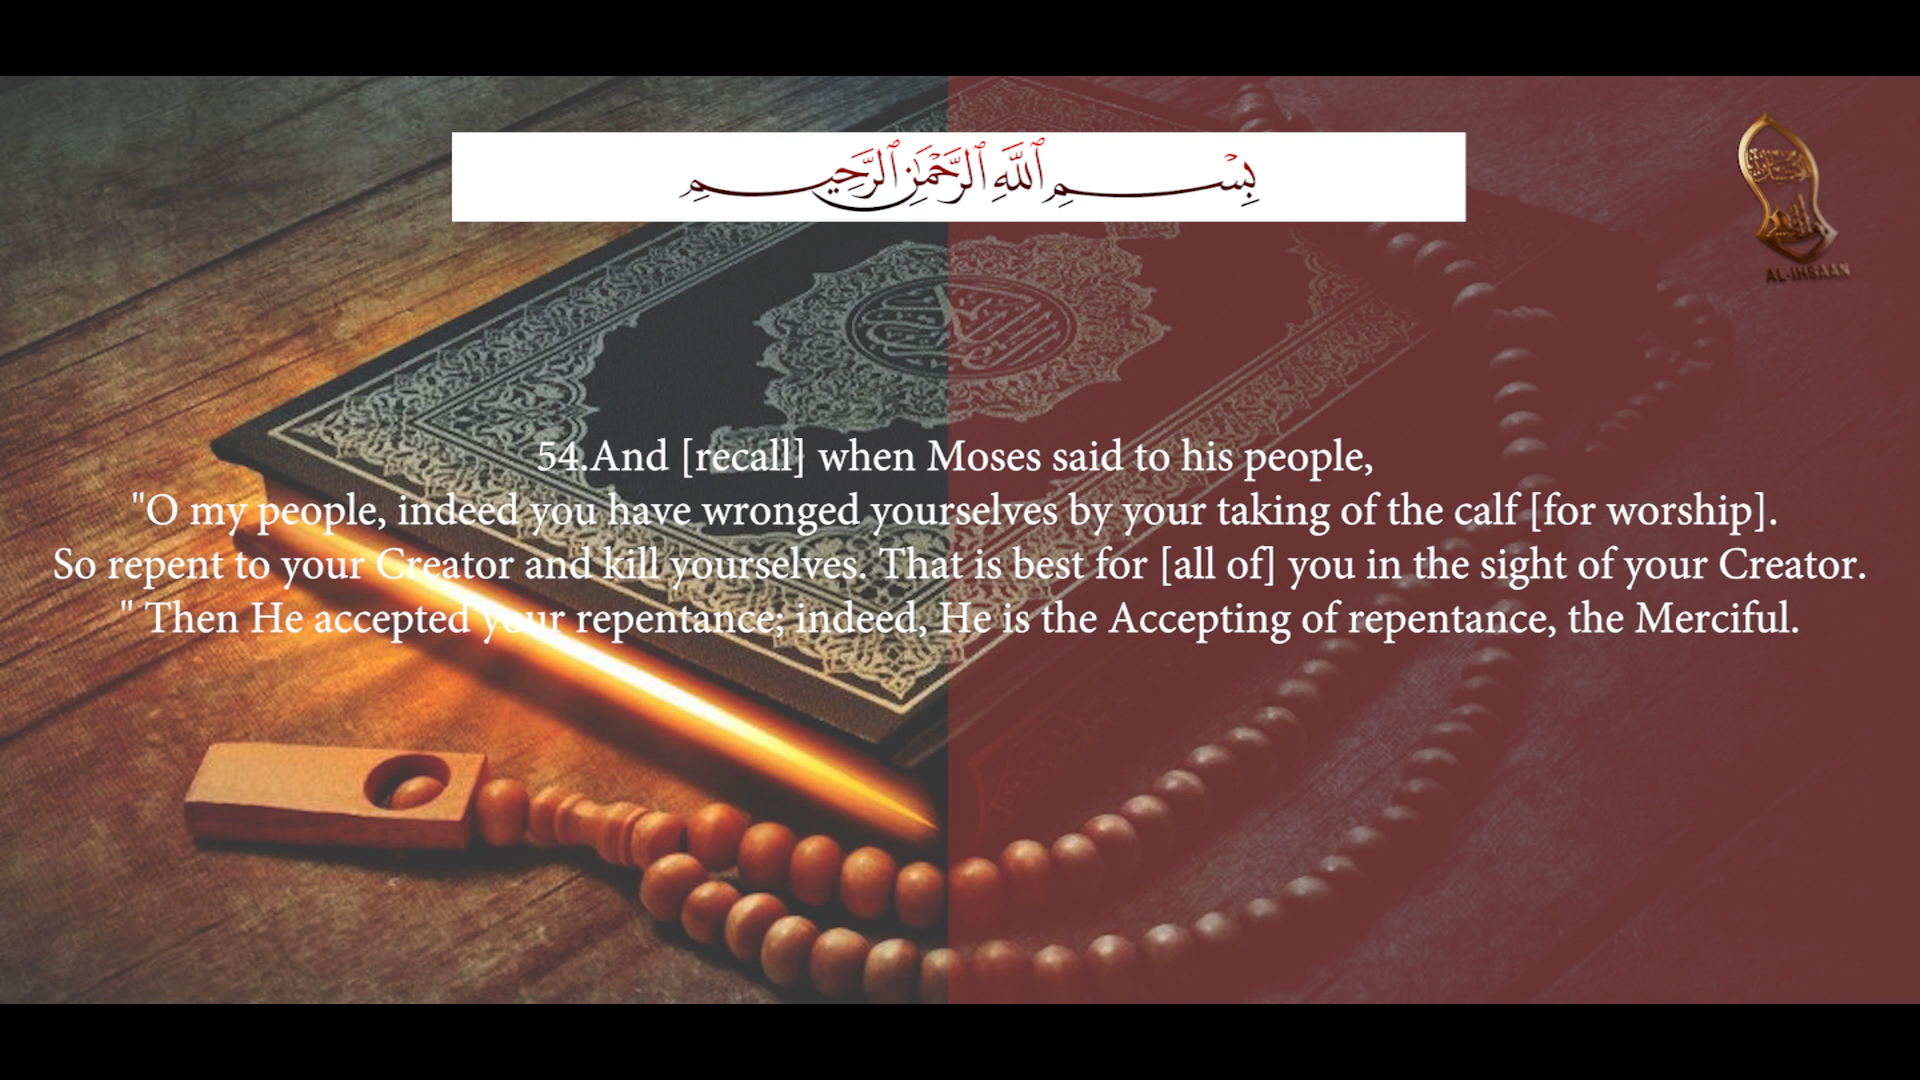 بِسْمِ ٱللَّهِ ٱلرَّحْمَٰنِ ٱلرَّحِيمِ
AL-IHSAAN
54.And [recall] when Moses said to his people,
"O my people, indeed you have wronged yourselves by your taking of the calf [for worship].
So repent to your Creator and kill yourselves. That is best for [all of] you in the sight of your Creator.
" Then He accepted your repentance; indeed, He is the Accepting of repentance, the Merciful.